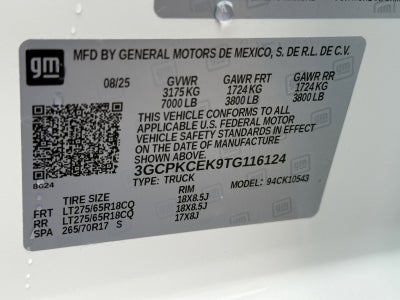 gm
MFD BY GENERAL MOTORS DE MEXICO, S. DE R.L. DE C.V.
08/25 GVWR GAWR FRT GAWR RR
3175 KG 1724 KG 1724 KG
7000 LB 3800 LB 3800 LB
THIS VEHICLE CONFORMS TO ALL
APPLICABLE U.S. FEDERAL MOTOR
VEHICLE SAFETY STANDARDS IN EFFECT
ON THE DATE OF MANUFACTURE
SHOWN ABOVE.
3GCPKCEK9TG116124
8024 TYPE: TRUCK MODEL: 94CK10543
TIRE SIZE RIM
FRT LT275/65R18CQ 18X8.5J
RR LT275/65R18CQ 18X8.5J
SPA 265/70R17 S 17X8J